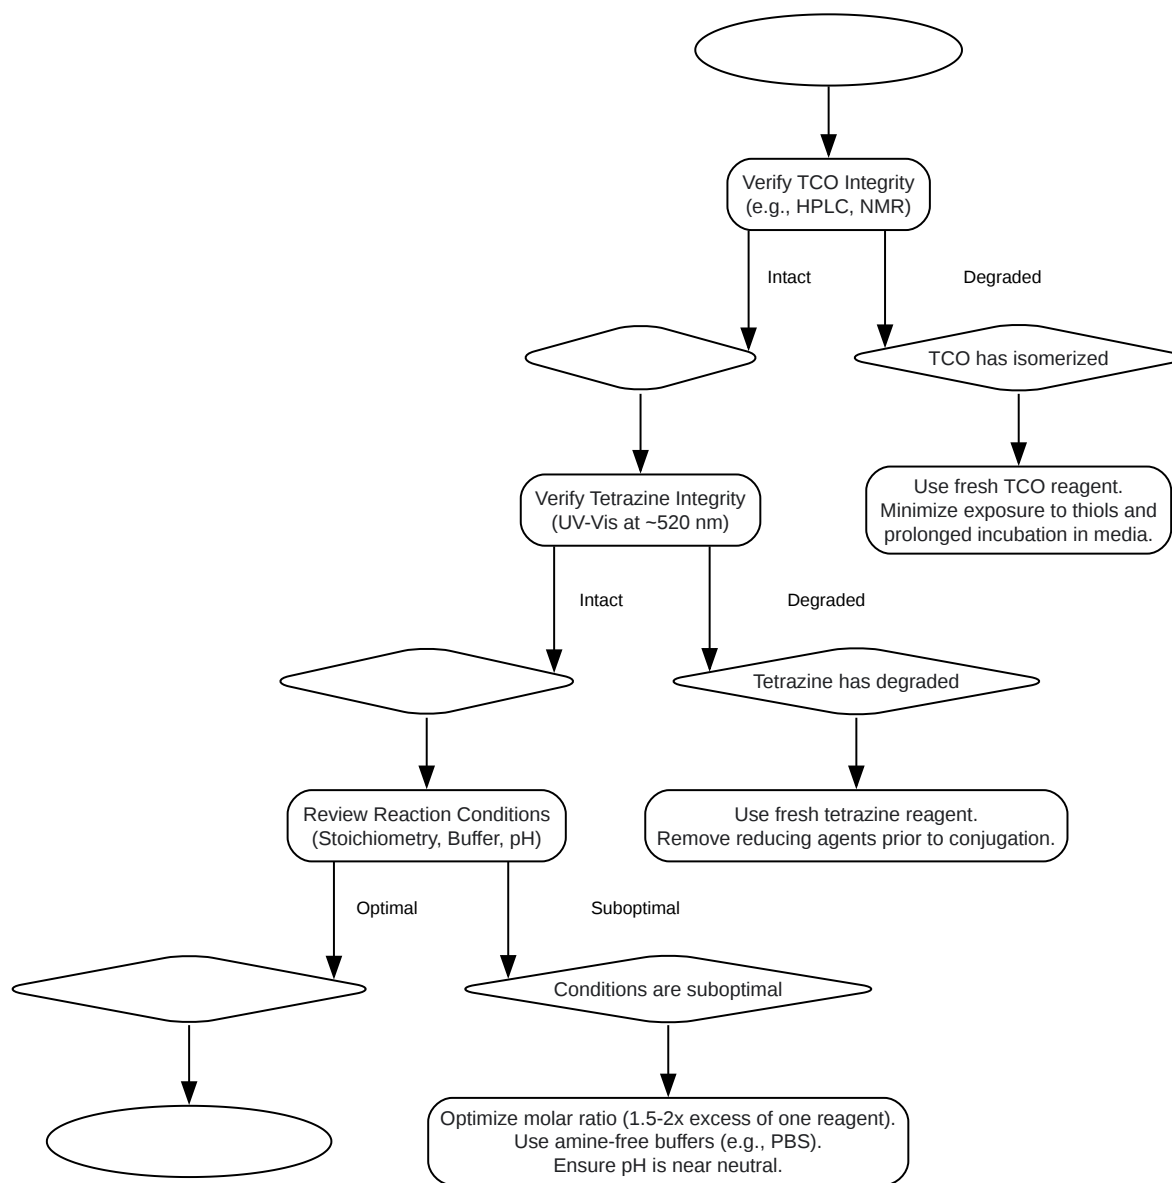 Verify TCO Integrity
(e.g., HPLC, NMR)
Intact
Degraded
TCO has isomerized
Use fresh TCO reagent.
Minimize exposure to thiols and
prolonged incubation in media.
Verify Tetrazine Integrity
(UV-Vis at ~520 nm)
Intact
Degraded
Tetrazine has degraded
Use fresh tetrazine reagent.
Remove reducing agents prior to conjugation.
Review Reaction Conditions
(Stoichiometry, Buffer, pH)
Optimal
Suboptimal
Conditions are suboptimal
Optimize molar ratio (1.5-2x excess of one reagent).
Use amine-free buffers (e.g., PBS).
Ensure pH is near neutral.